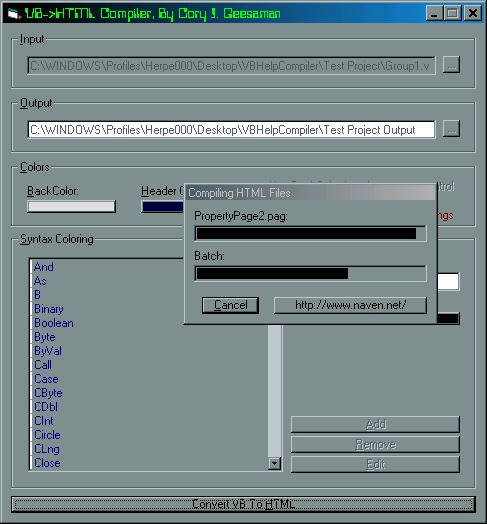 VB->HTML Compiler, By Cory J. Geesaman
Input
C:\WINDOWS\Profiles\Herpe000\Desktop\VBHelpCompiler\Test Project\Group1.v
...
Output
C:\WINDOWS\Profiles\Herpe000\Desktop\VBHelpCompiler\Test Project Output
...
Colors
BackColor:
Header C
ntrol
ngs
Compiling HTML Files
PropertyPage2.pag:
Batch:
Cancel
http://www.naven.net/
Syntax Coloring
And
As
B
Binary
Boolean
Byte
ByVal
Call
Case
CByte
CDbl
CInt
Circle
CLng
Close
Add
Remove
Edit
Convert VB To HTML